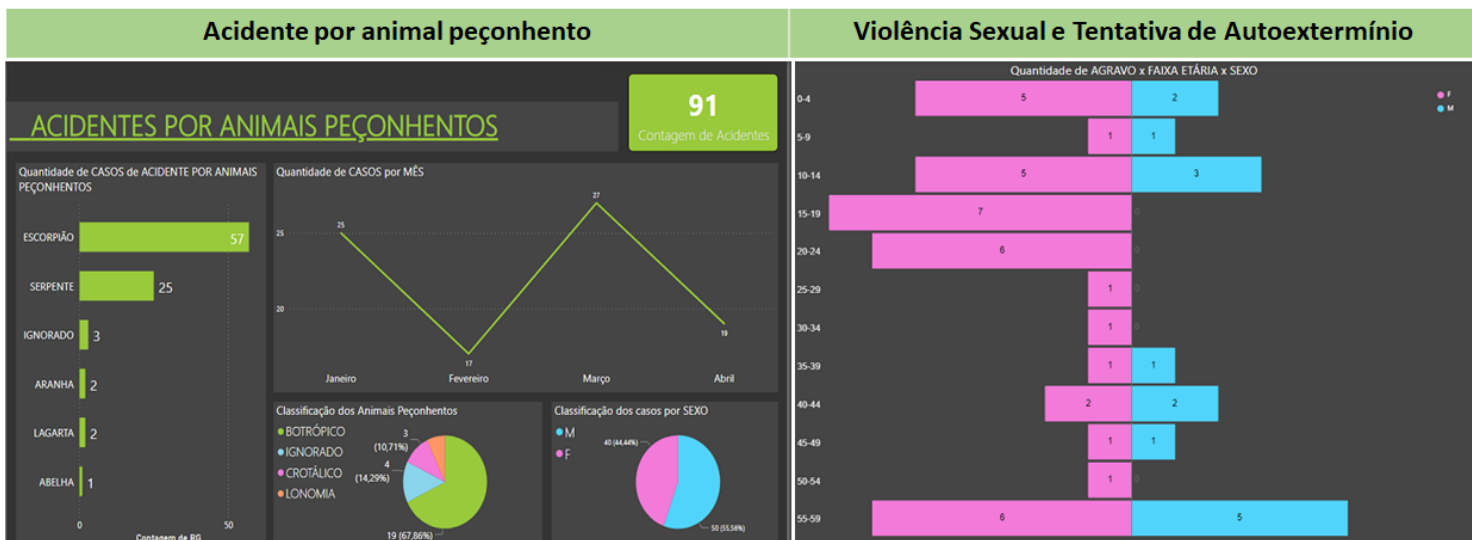 Acidente por animal peçonhento
Violência Sexual e Tentativa de Autoextermínio
ACIDENTES POR ANIMAIS PEÇONHENTOS
91
Contagem de Acidentes
Quantidade de CASOS de ACIDENTE POR ANIMAIS
PEÇONHENTOS
ESCORPIÃO 57
SERPENTE 25
IGNORADO 3
ARANHA 2
LAGARTA 2
ABELHA 1
0 50
Contagem de RG
Quantidade de CASOS por MÊS
27
25
25
20
19
17
Janeiro Fevereiro Março Abril
Classificação dos Animais Peçonhentos
BOTRÓPICO
IGNORADO
CROTÁLICO
LONOMIA
3
(10,71%)
4
(14,29%)
19 (67,86%)
Classificação dos casos por SEXO
M
F
40 (44,44%)
50 (55,56%)
Quantidade de AGRAVO x FAIXA ETÁRIA x SEXO
F
M
0-4 5 2
5-9 1 1
10-14 5 3
15-19 7 0
20-24 6 0
25-29 1 0
30-34 1 0
35-39 1 1
40-44 2 2
45-49 1 1
50-54 1 0
55-59 6 5